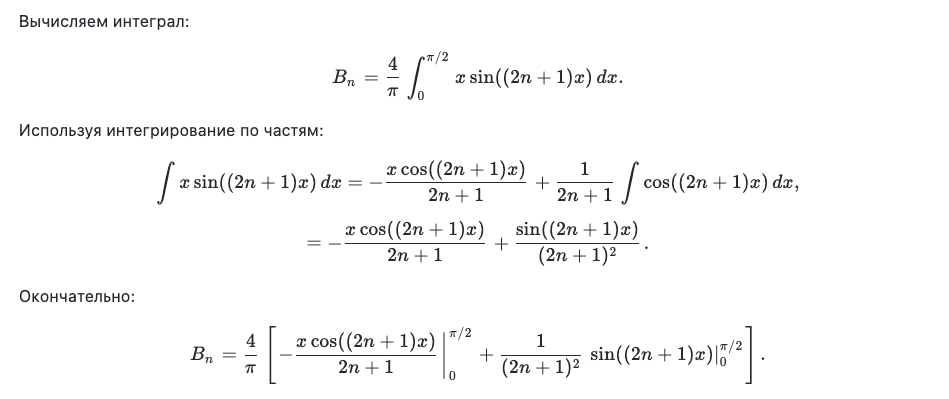 Вычисляем интеграл:
$$B_n = \frac{4}{\pi} \int_0^{\pi/2} x \sin((2n+1)x)\, dx.$$
Используя интегрирование по частям:
$$\int x \sin((2n+1)x)\, dx = -\frac{x \cos((2n+1)x)}{2n+1} + \frac{1}{2n+1} \int \cos((2n+1)x)\, dx,$$
$$= -\frac{x \cos((2n+1)x)}{2n+1} + \frac{\sin((2n+1)x)}{(2n+1)^2}.$$
Окончательно:
$$B_n = \frac{4}{\pi} \left[ -\frac{x \cos((2n+1)x)}{2n+1} \bigg|_0^{\pi/2} + \frac{1}{(2n+1)^2} \sin((2n+1)x)\big|_0^{\pi/2} \right].$$